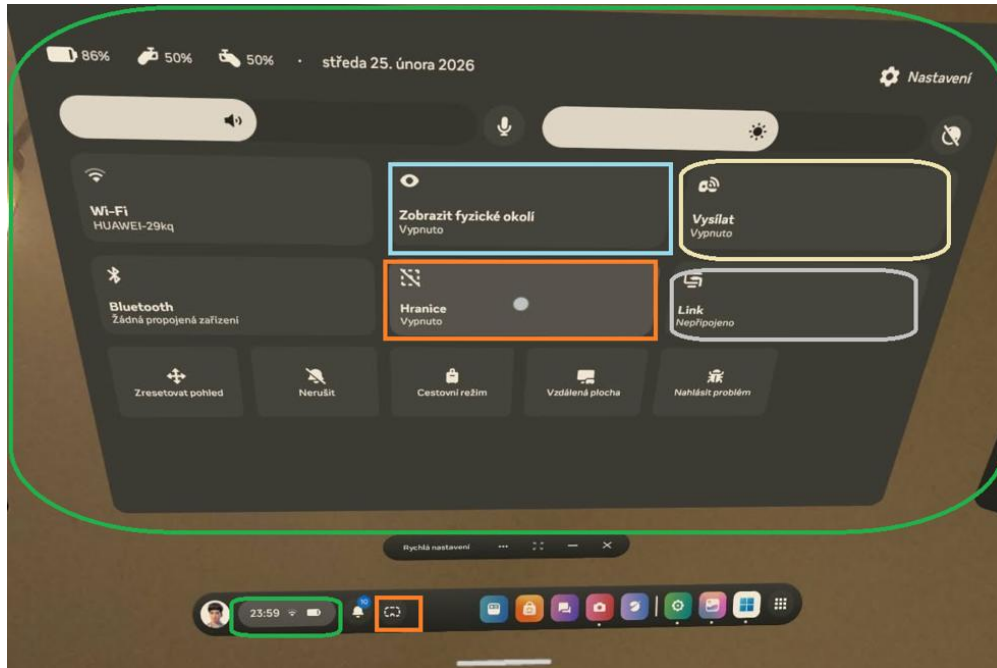 86% 50% 50% · středa 25. února 2026
Nastavení
Wi-Fi
HUAWEI-29kq
Zobrazit fyzické okolí
Vypnuto
Vysílat
Vypnuto
Bluetooth
Žádná propojená zařízení
Hranice
Vypnuto
Link
Nepřipojeno
Zresetovat pohled
Nerušit
Cestovní režim
Vzdálená plocha
Nahlásit problém
Rychlá nastavení
23:59